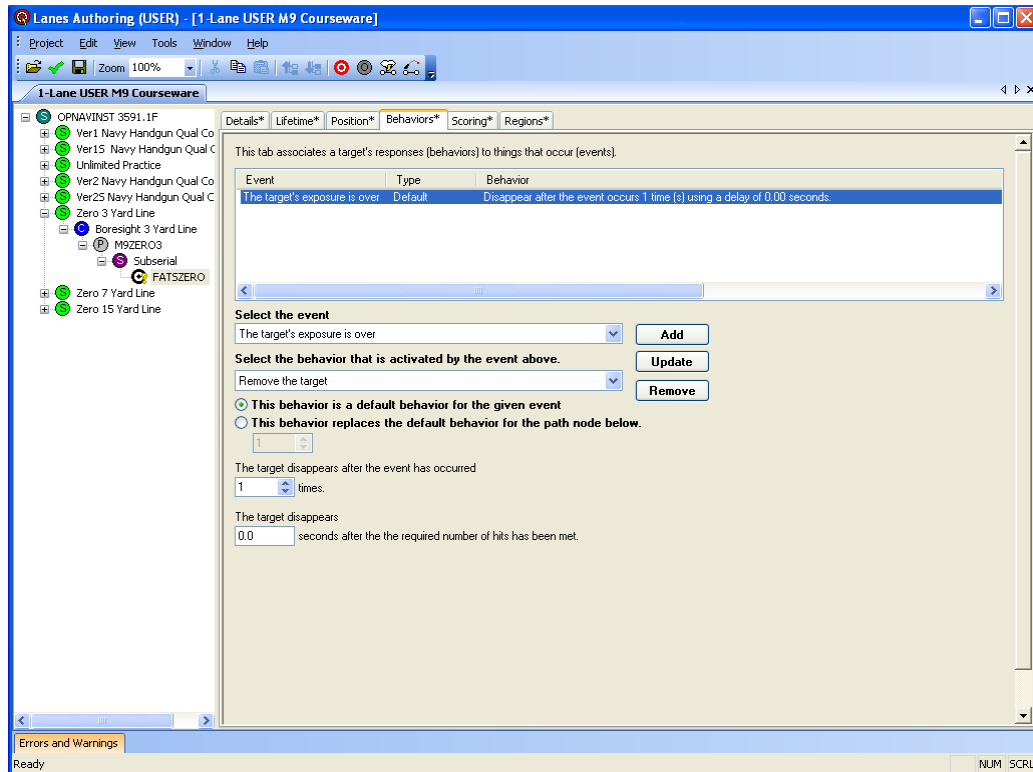 Lanes Authoring (USER) - [1-Lane USER M9 Courseware]
Project Edit View Tools Window Help
Zoom 100%
1-Lane USER M9 Courseware
S OPNAVINST 3591.1F
S Ver1 Navy Handgun Qual Co
S Ver1S Navy Handgun Qual C
S Unlimited Practice
S Ver2 Navy Handgun Qual Co
S Ver2S Navy Handgun Qual C
S Zero 3 Yard Line
C Boresight 3 Yard Line
P M9ZERO3
S Subserial
FATSZERO
S Zero 7 Yard Line
S Zero 15 Yard Line
Details* Lifetime* Position* Behaviors* Scoring* Regions*
This tab associates a target's responses (behaviors) to things that occur (events).
Event Type Behavior
The target's exposure is over Default Disappear after the event occurs 1 time (s) using a delay of 0.00 seconds.
Select the event
The target's exposure is over Add
Select the behavior that is activated by the event above. Update
Remove the target Remove
This behavior is a default behavior for the given event
This behavior replaces the default behavior for the path node below.
1
The target disappears after the event has occurred
1 times.
The target disappears
0.0 seconds after the the required number of hits has been met.
Errors and Warnings
Ready NUM SCRL